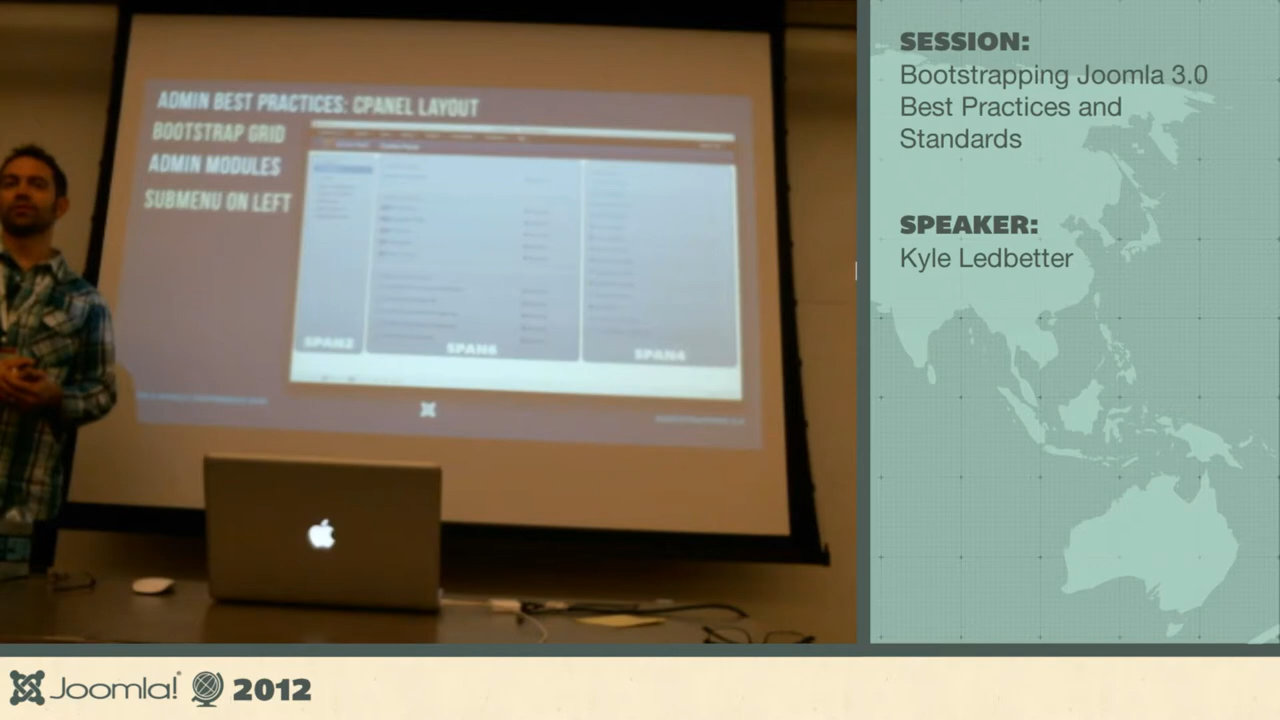 ADMIN BEST PRACTICES: CPANEL LAYOUT
BOOTSTRAP GRID
ADMIN MODULES
SUBMENU ON LEFT
SPAN2
SPAN6
SPAN4
SESSION:
Bootstrapping Joomla 3.0
Best Practices and
Standards
SPEAKER:
Kyle Ledbetter
Joomla!® 2012